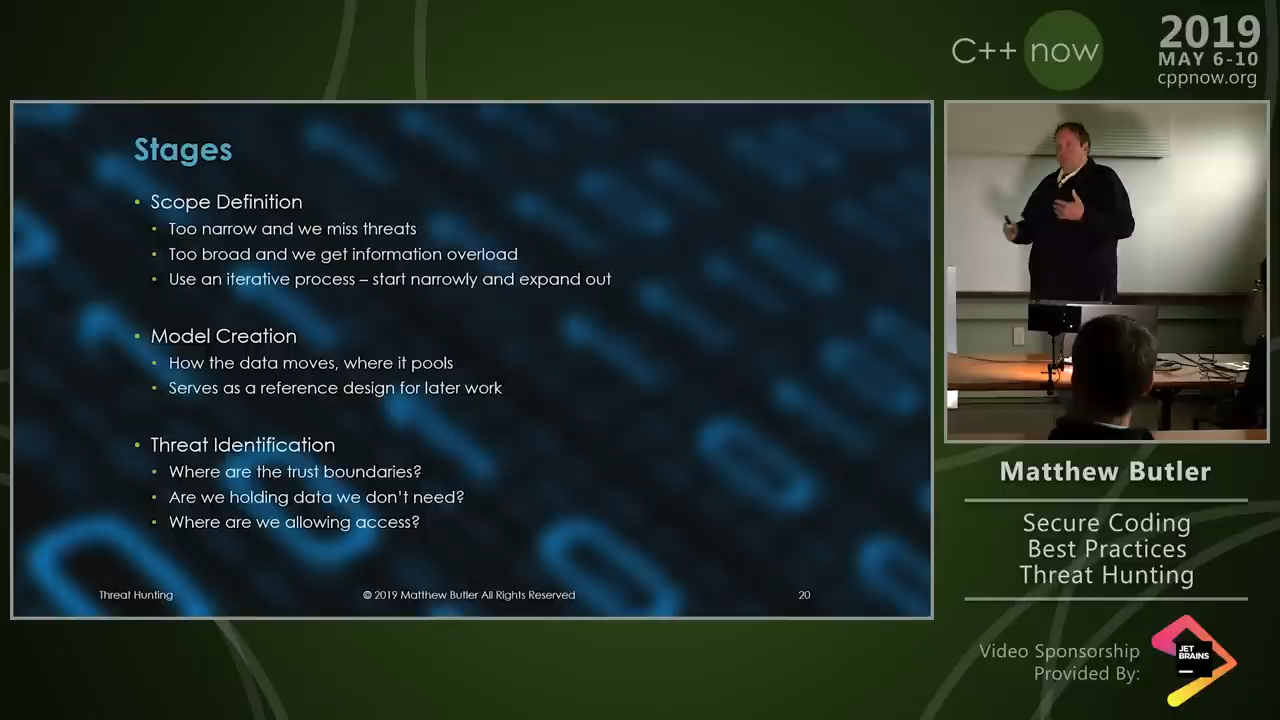 C++ now
2019
MAY 6-10
cppnow.org
Stages
• Scope Definition
• Too narrow and we miss threats
• Too broad and we get information overload
• Use an iterative process – start narrowly and expand out
• Model Creation
• How the data moves, where it pools
• Serves as a reference design for later work
• Threat Identification
• Where are the trust boundaries?
• Are we holding data we don't need?
• Where are we allowing access?
Threat Hunting
© 2019 Matthew Butler All Rights Reserved
20
Matthew Butler
Secure Coding
Best Practices
Threat Hunting
Video Sponsorship
Provided By:
JET
BRAINS